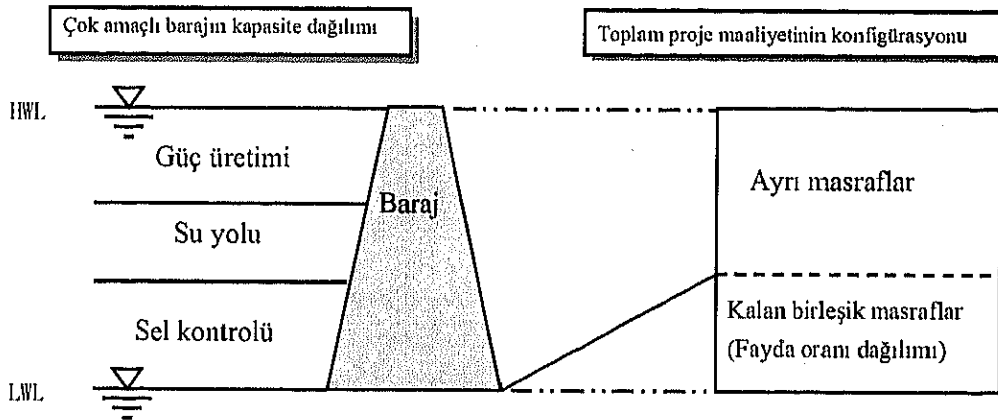 Çok amaçlı barajın kapasite dağılımı
Toplam proje maaliyetinin konfigürasyonu
HWL
Güç üretimi
Su yolu
Sel kontrolü
Baraj
Ayrı masraflar
Kalan birleşik masraflar
(Fayda oranı dağılımı)
LWL